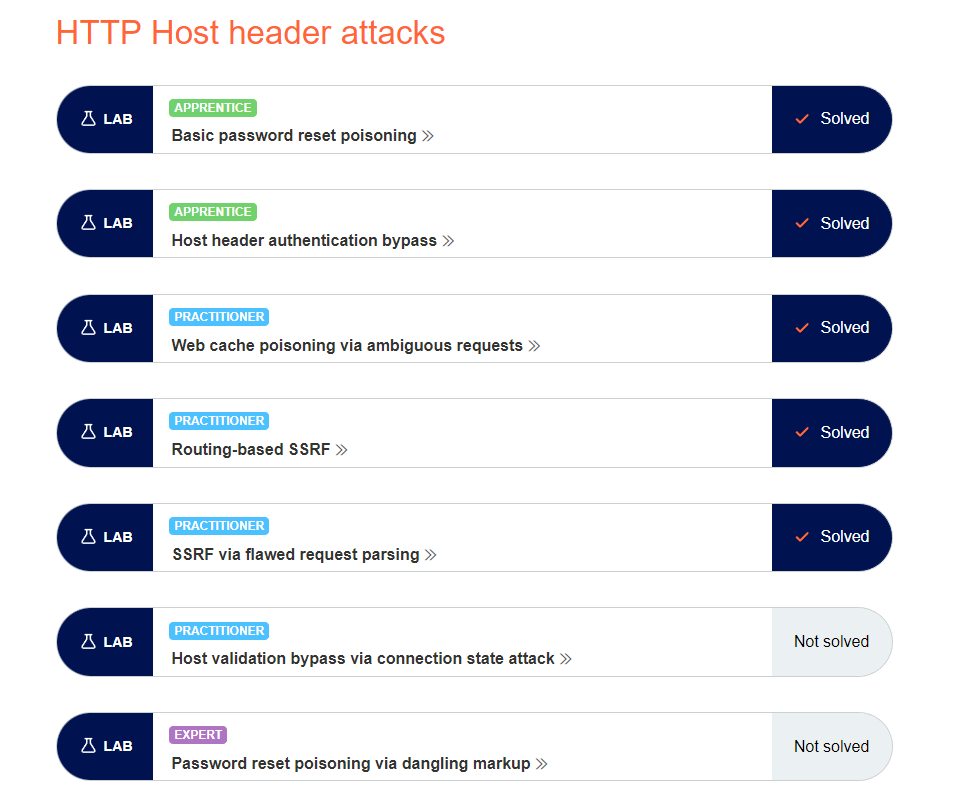 HTTP Host header attacks
LAB
APPRENTICE
Basic password reset poisoning
Solved
LAB
APPRENTICE
Host header authentication bypass
Solved
LAB
PRACTITIONER
Web cache poisoning via ambiguous requests
Solved
LAB
PRACTITIONER
Routing-based SSRF
Solved
LAB
PRACTITIONER
SSRF via flawed request parsing
Solved
LAB
PRACTITIONER
Host validation bypass via connection state attack
Not solved
LAB
EXPERT
Password reset poisoning via dangling markup
Not solved